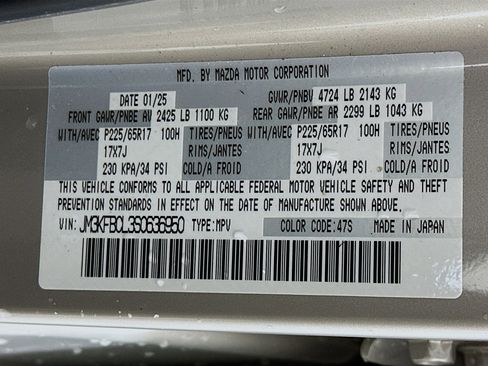 MFD. BY MAZDA MOTOR CORPORATION
DATE 01/25 GVWR/PNBV 4724 LB 2143 KG
FRONT GAWR/PNBE AV 2425 LB 1100 KG REAR GAWR/PNBE AR 2299 LB 1043 KG
WITH/AVEC P225/65R17 100H TIRES/PNEUS WITH/AVEC P225/65R17 100H TIRES/PNEUS
17X7J RIMS/JANTES 17X7J RIMS/JANTES
230 KPA/34 PSI COLD/A FROID 230 KPA/34 PSI COLD/A FROID
THIS VEHICLE CONFORMS TO ALL APPLICABLE FEDERAL MOTOR VEHICLE SAFETY AND THEFT
PREVENTION STANDARDS IN EFFECT ON THE DATE OF MANUFACTURE SHOWN ABOVE.
VIN: JM3KFBCL3S0636950 TYPE:MPV COLOR CODE:47S MADE IN JAPAN